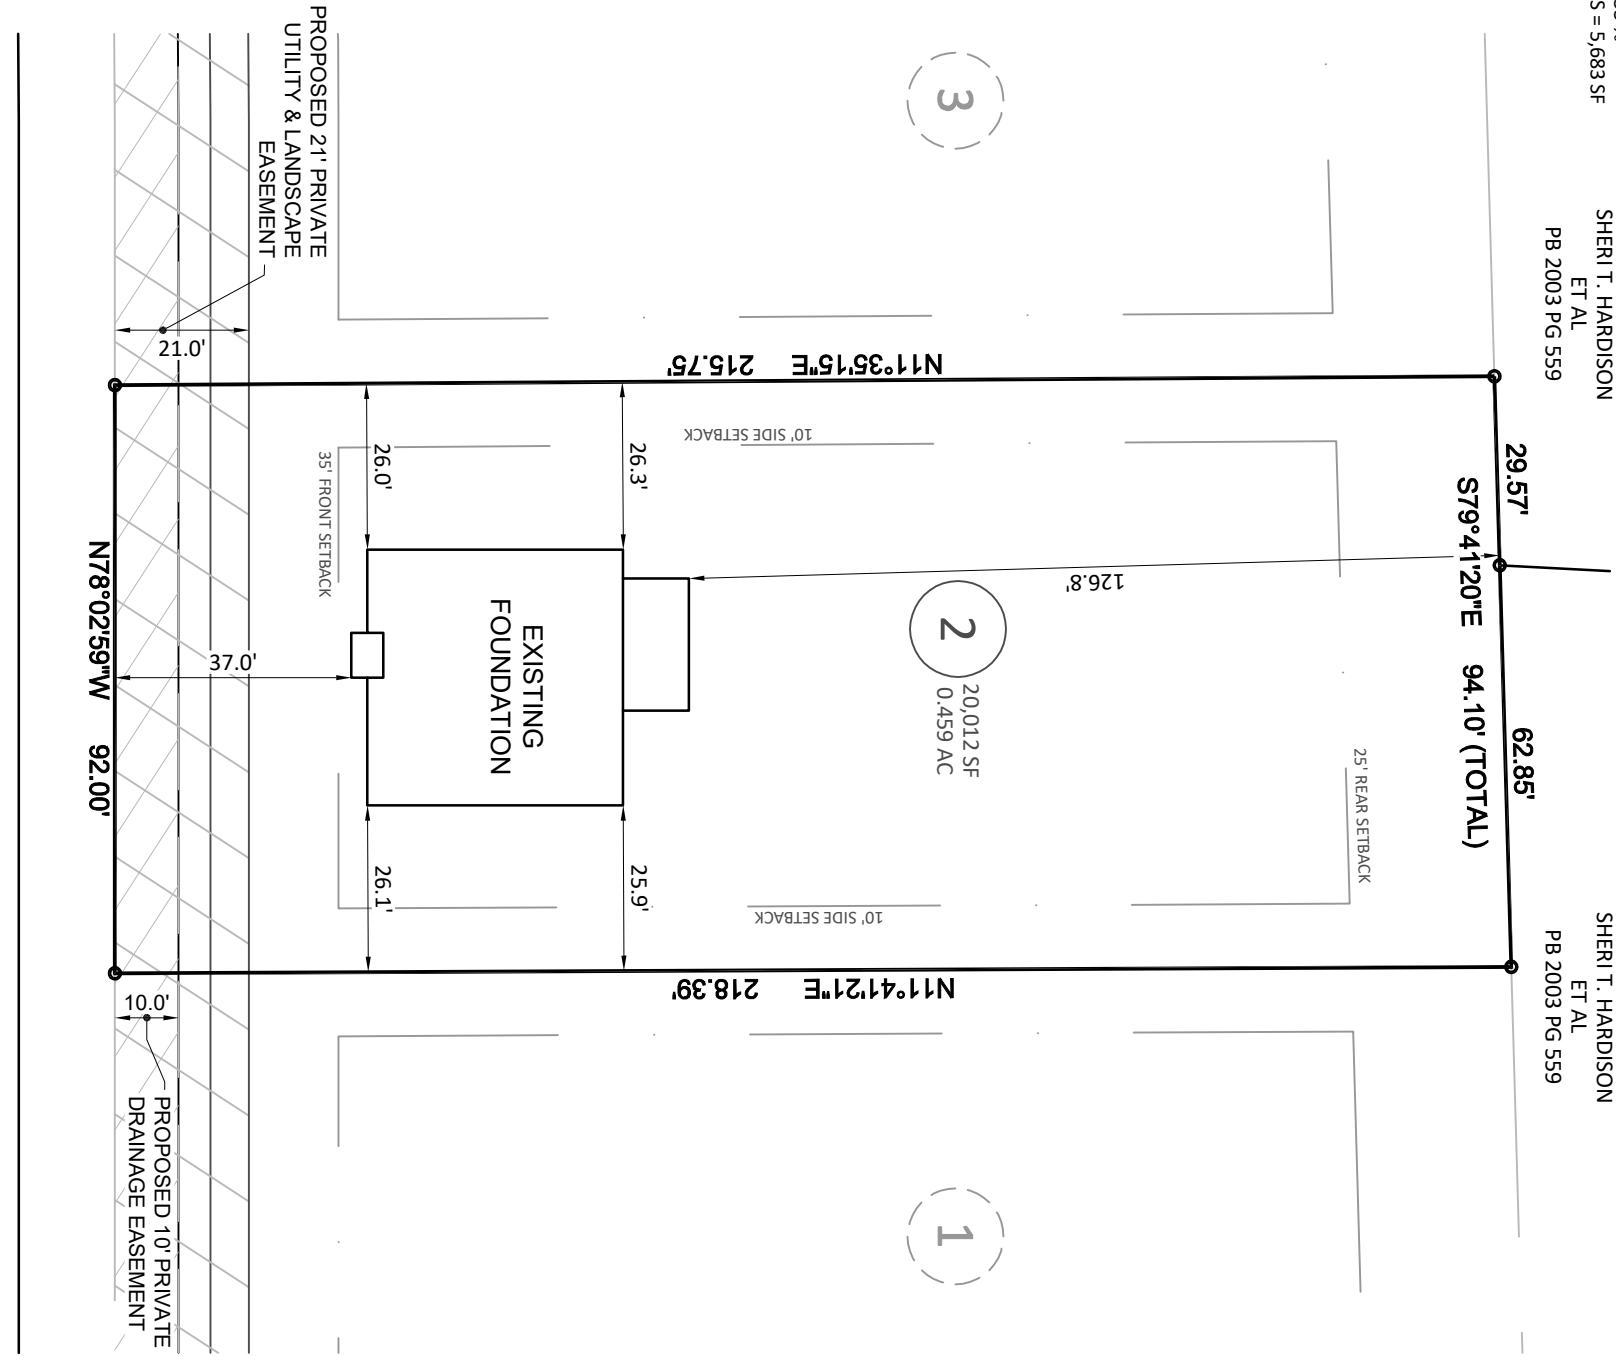 S = 5,683 SF
SHERI T. HARDISON
ET AL
PB 2003 PG 559
SHERI T. HARDISON
ET AL
PB 2003 PG 559
29.57'
62.85'
S79°41'20"E 94.10' (TOTAL)
25' REAR SETBACK
3
2
20,012 SF
0.459 AC
1
126.8'
N11°35'15"E 215.75'
10' SIDE SETBACK
10' SIDE SETBACK
N11°41'21"E 218.39'
26.3'
25.9'
EXISTING
FOUNDATION
26.0'
26.1'
35' FRONT SETBACK
PROPOSED 21' PRIVATE
UTILITY & LANDSCAPE
EASEMENT
37.0'
21.0'
10.0'
PROPOSED 10' PRIVATE
DRAINAGE EASEMENT
N78°02'59"W 92.00'